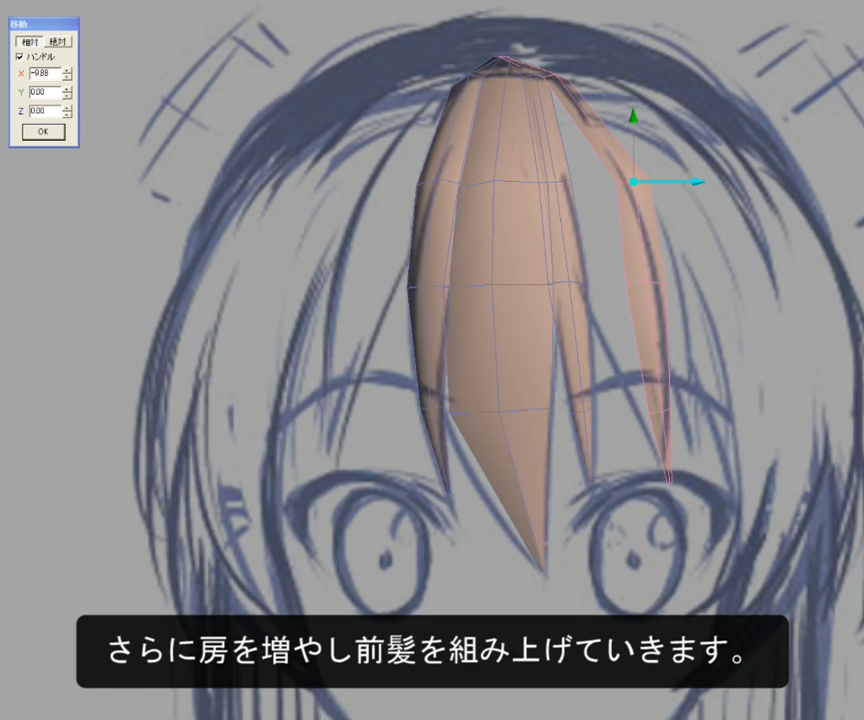 移動
相対 絶対
ハンドル
X -9.88
Y 0.00
Z 0.00
OK
さらに房を増やし前髪を組み上げていきます。